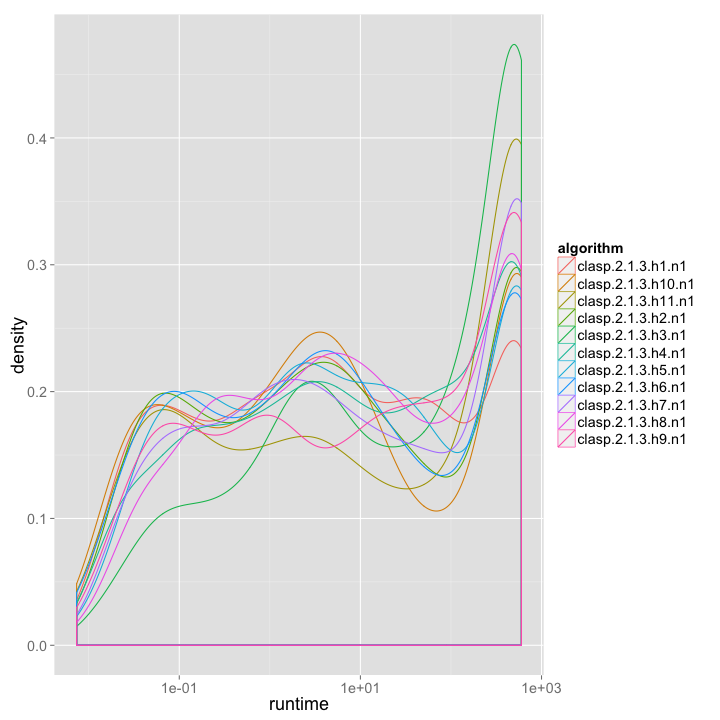 density
0.4
0.3
0.2
0.1
0.0
1e-01
1e+01
1e+03
runtime
algorithm
clasp.2.1.3.h1.n1
clasp.2.1.3.h10.n1
clasp.2.1.3.h11.n1
clasp.2.1.3.h2.n1
clasp.2.1.3.h3.n1
clasp.2.1.3.h4.n1
clasp.2.1.3.h5.n1
clasp.2.1.3.h6.n1
clasp.2.1.3.h7.n1
clasp.2.1.3.h8.n1
clasp.2.1.3.h9.n1